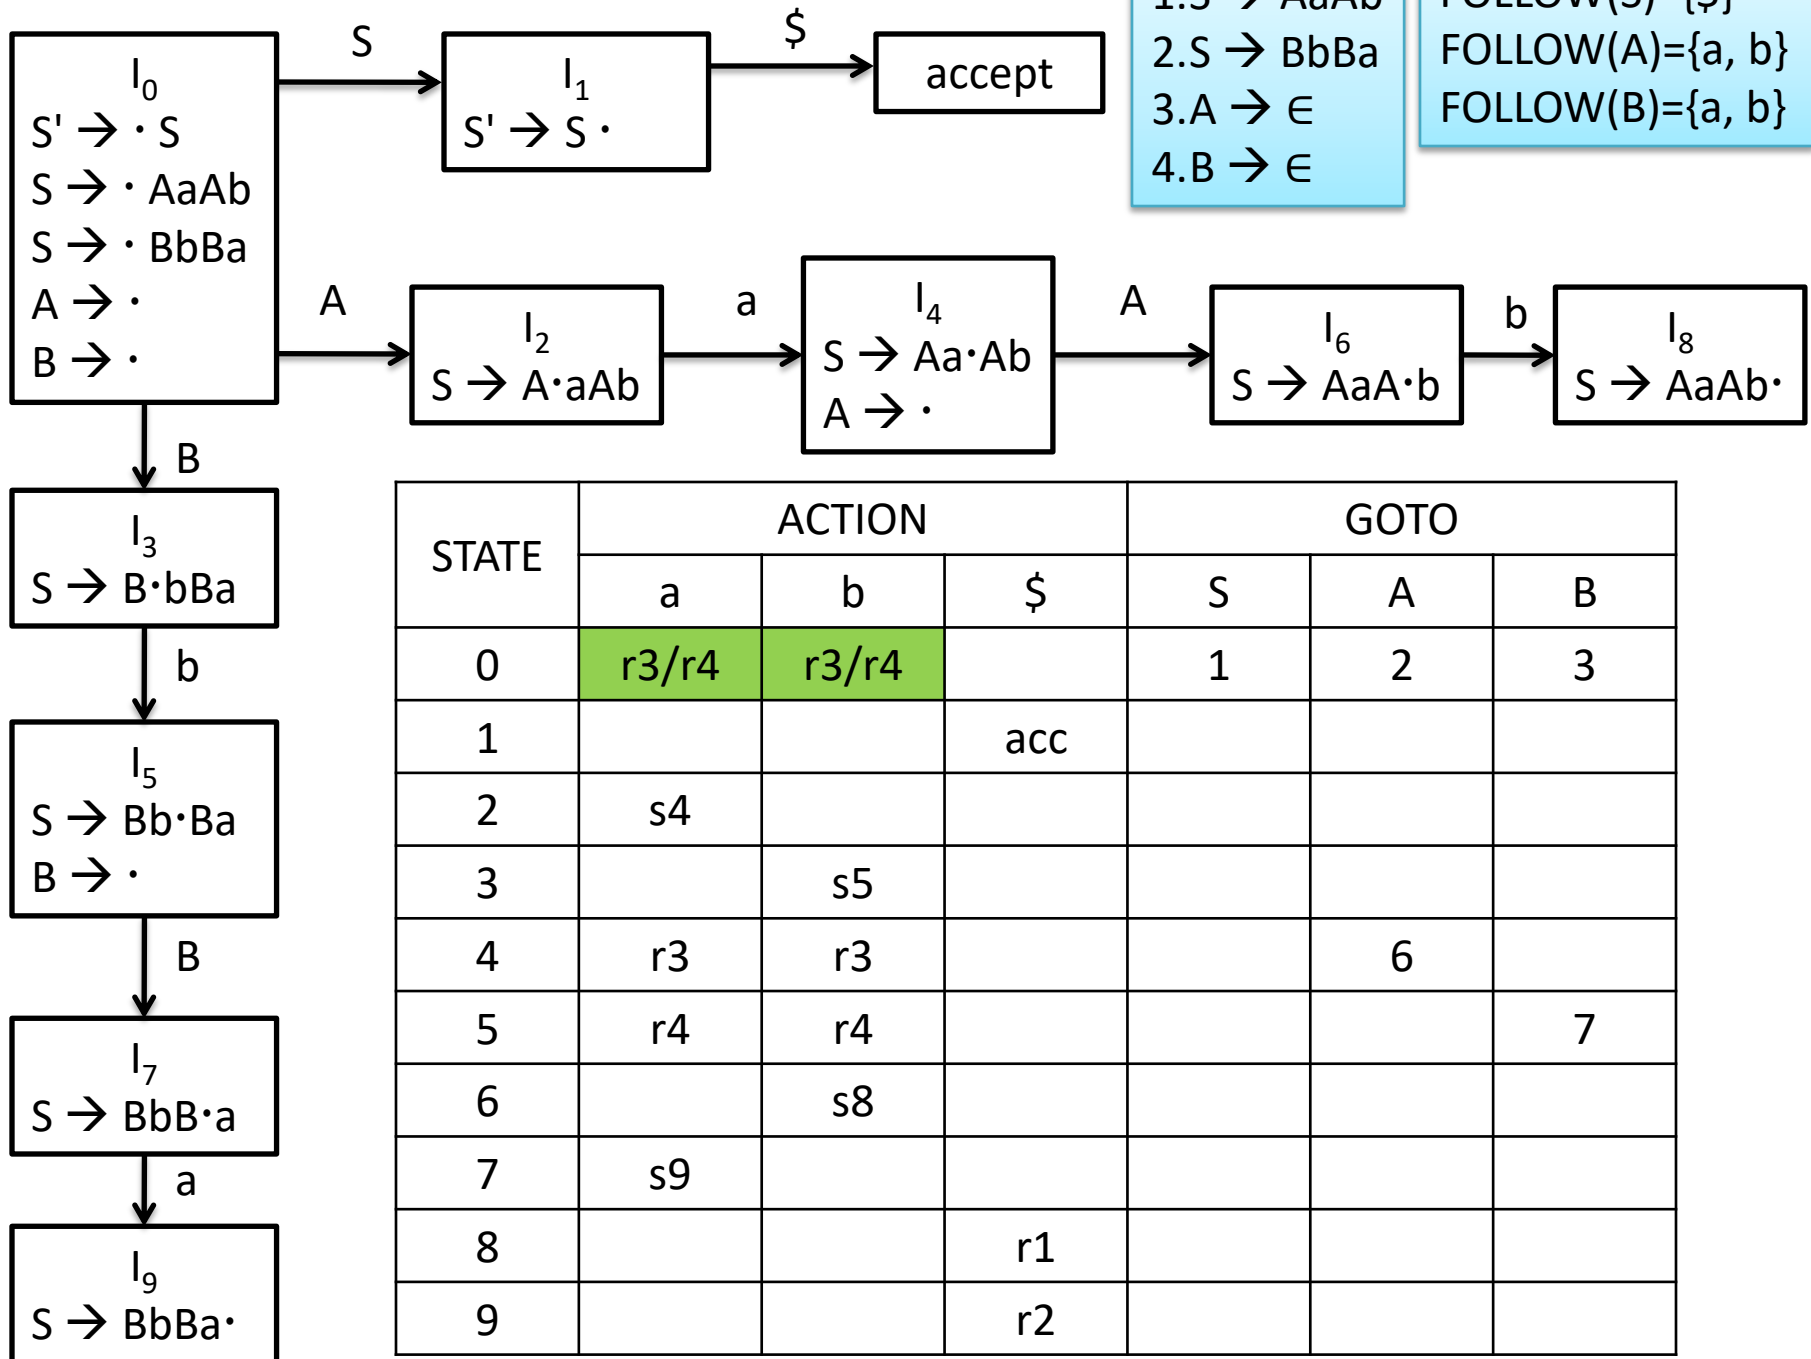 I0
S' → · S
S → · AaAb
S → · BbBa
A → ·
B → ·
S
I1
S' → S ·
$
accept
1.S → AaAb
2.S → BbBa
3.A → ∈
4.B → ∈
FOLLOW(S)={$}
FOLLOW(A)={a, b}
FOLLOW(B)={a, b}
A
I2
S → A·aAb
a
I4
S → Aa·Ab
A → ·
A
I6
S → AaA·b
b
I8
S → AaAb·
B
I3
S → B·bBa
b
I5
S → Bb·Ba
B → ·
B
I7
S → BbB·a
a
I9
S → BbBa·
STATE ACTION GOTO
a b $ S A B
0 r3/r4 r3/r4 1 2 3
1 acc
2 s4
3 s5
4 r3 r3 6
5 r4 r4 7
6 s8
7 s9
8 r1
9 r2